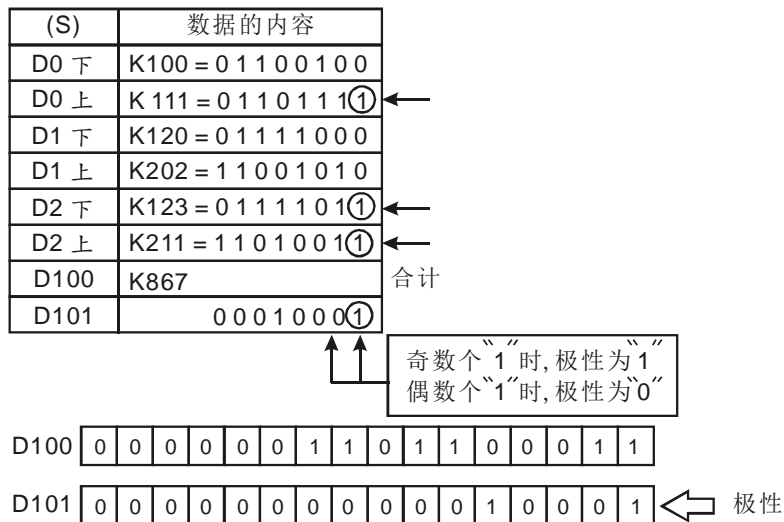 (S) 数据的内容
D0 下 K100 = 0 1 1 0 0 1 0 0
D0 上 K 111 = 0 1 1 0 1 1 1 1
D1 下 K120 = 0 1 1 1 1 0 0 0
D1 上 K202 = 1 1 0 0 1 0 1 0
D2 下 K123 = 0 1 1 1 1 0 1 1
D2 上 K211 = 1 1 0 1 0 0 1 1
D100 K867 合计
D101 0 0 0 1 0 0 0 1
奇数个"1"时,极性为"1"
偶数个"1"时,极性为"0"
D100 0 0 0 0 0 0 1 1 0 1 1 0 0 0 1 1
D101 0 0 0 0 0 0 0 0 0 0 0 1 0 0 0 1 极性